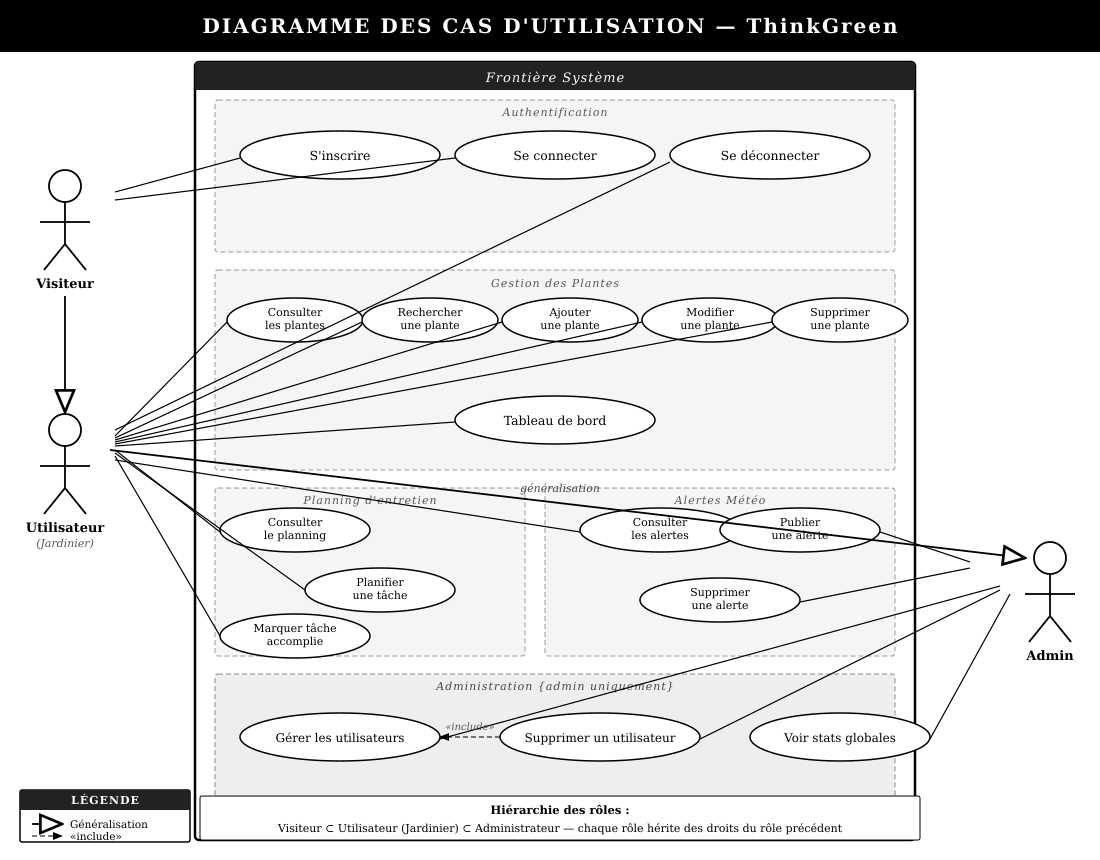 DIAGRAMME DES CAS D'UTILISATION — ThinkGreen
Frontière Système
Authentification
S'inscrire
Se connecter
Se déconnecter
Visiteur
Gestion des Plantes
Consulter
les plantes
Rechercher
une plante
Ajouter
une plante
Modifier
une plante
Supprimer
une plante
Tableau de bord
Utilisateur
(Jardinier)
généralisation
Planning d'entretien
Consulter
le planning
Planifier
une tâche
Marquer tâche
accomplie
Alertes Météo
Consulter
les alertes
Publier
une alerte
Supprimer
une alerte
Admin
Administration {admin uniquement}
Gérer les utilisateurs
«include»
Supprimer un utilisateur
Voir stats globales
LÉGENDE
Généralisation
«include»
Hiérarchie des rôles :
Visiteur ⊂ Utilisateur (Jardinier) ⊂ Administrateur — chaque rôle hérite des droits du rôle précédent